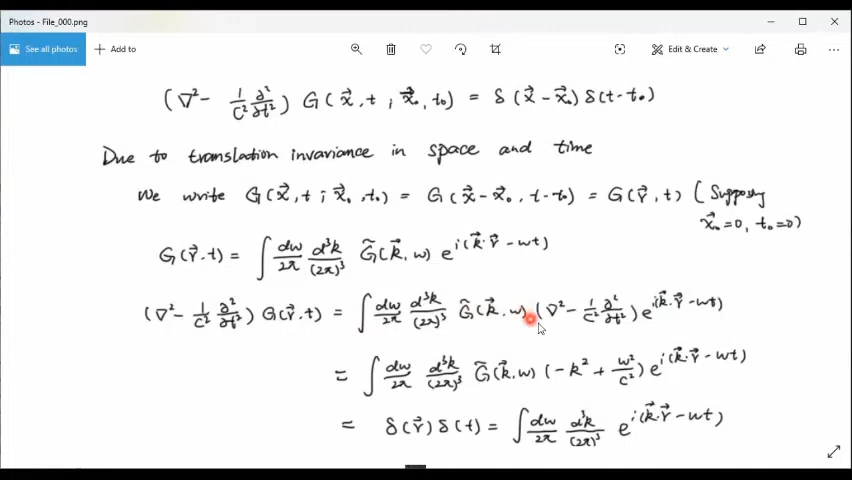 Photos - File_000.png
See all photos + Add to Edit & Create
(∇² - 1/c² ∂²/∂t²) G(x⃗, t ; x⃗₀, t₀) = δ(x⃗ - x⃗₀) δ(t - t₀)
Due to translation invariance in space and time
We write G(x⃗, t ; x⃗₀, t₀) = G(x⃗ - x⃗₀, t - t₀) = G(r⃗, t) (Supposing
x⃗₀ = 0, t₀ = 0)
G(r⃗, t) = ∫ dω/2π d³k/(2π)³ G̃(k⃗, ω) e^{i(k⃗·r⃗ - ωt)}
(∇² - 1/c² ∂²/∂t²) G(r⃗, t) = ∫ dω/2π d³k/(2π)³ G̃(k⃗, ω) (∇² - 1/c² ∂²/∂t²) e^{i(k⃗·r⃗ - ωt)}
= ∫ dω/2π d³k/(2π)³ G̃(k⃗, ω) (-k² + ω²/c²) e^{i(k⃗·r⃗ - ωt)}
= δ(r⃗) δ(t) = ∫ dω/2π d³k/(2π)³ e^{i(k⃗·r⃗ - ωt)}